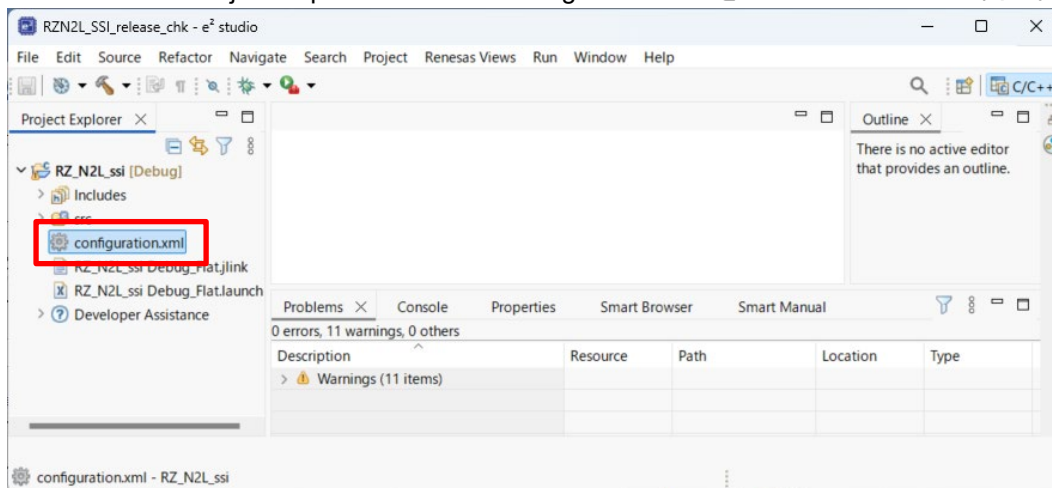 RZN2L_SSI_release_chk - e² studio
File Edit Source Refactor Navigate Search Project Renesas Views Run Window Help
C/C++
Project Explorer
Outline
There is no active editor
that provides an outline.
RZ_N2L_ssi [Debug]
Includes
src
configuration.xml
RZ_N2L_ssi Debug_Flat.jlink
RZ_N2L_ssi Debug_Flat.launch
Developer Assistance
Problems Console Properties Smart Browser Smart Manual
0 errors, 11 warnings, 0 others
Description Resource Path Location Type
Warnings (11 items)
configuration.xml - RZ_N2L_ssi